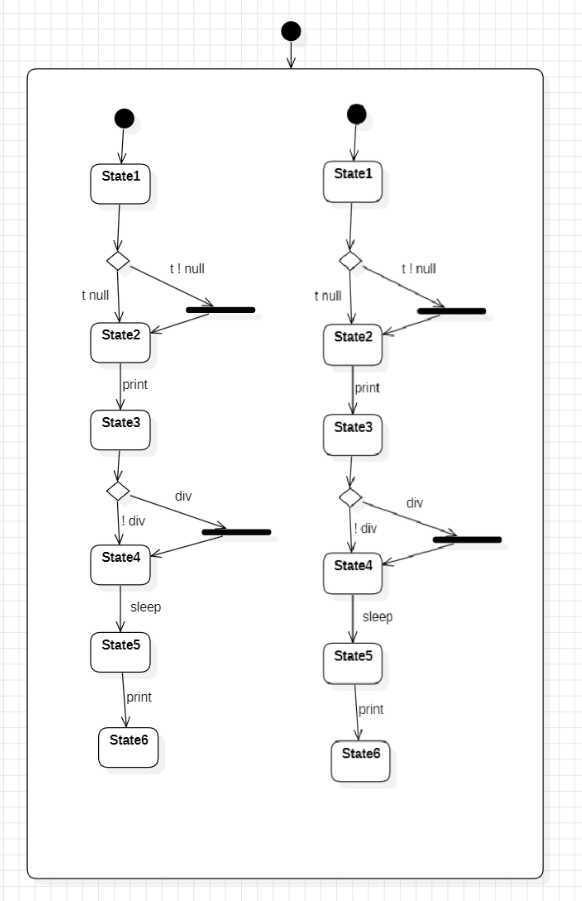 State1
t ! null
t null
State2
print
State3
div
! div
State4
sleep
State5
print
State6
State1
t ! null
t null
State2
print
State3
div
! div
State4
sleep
State5
print
State6